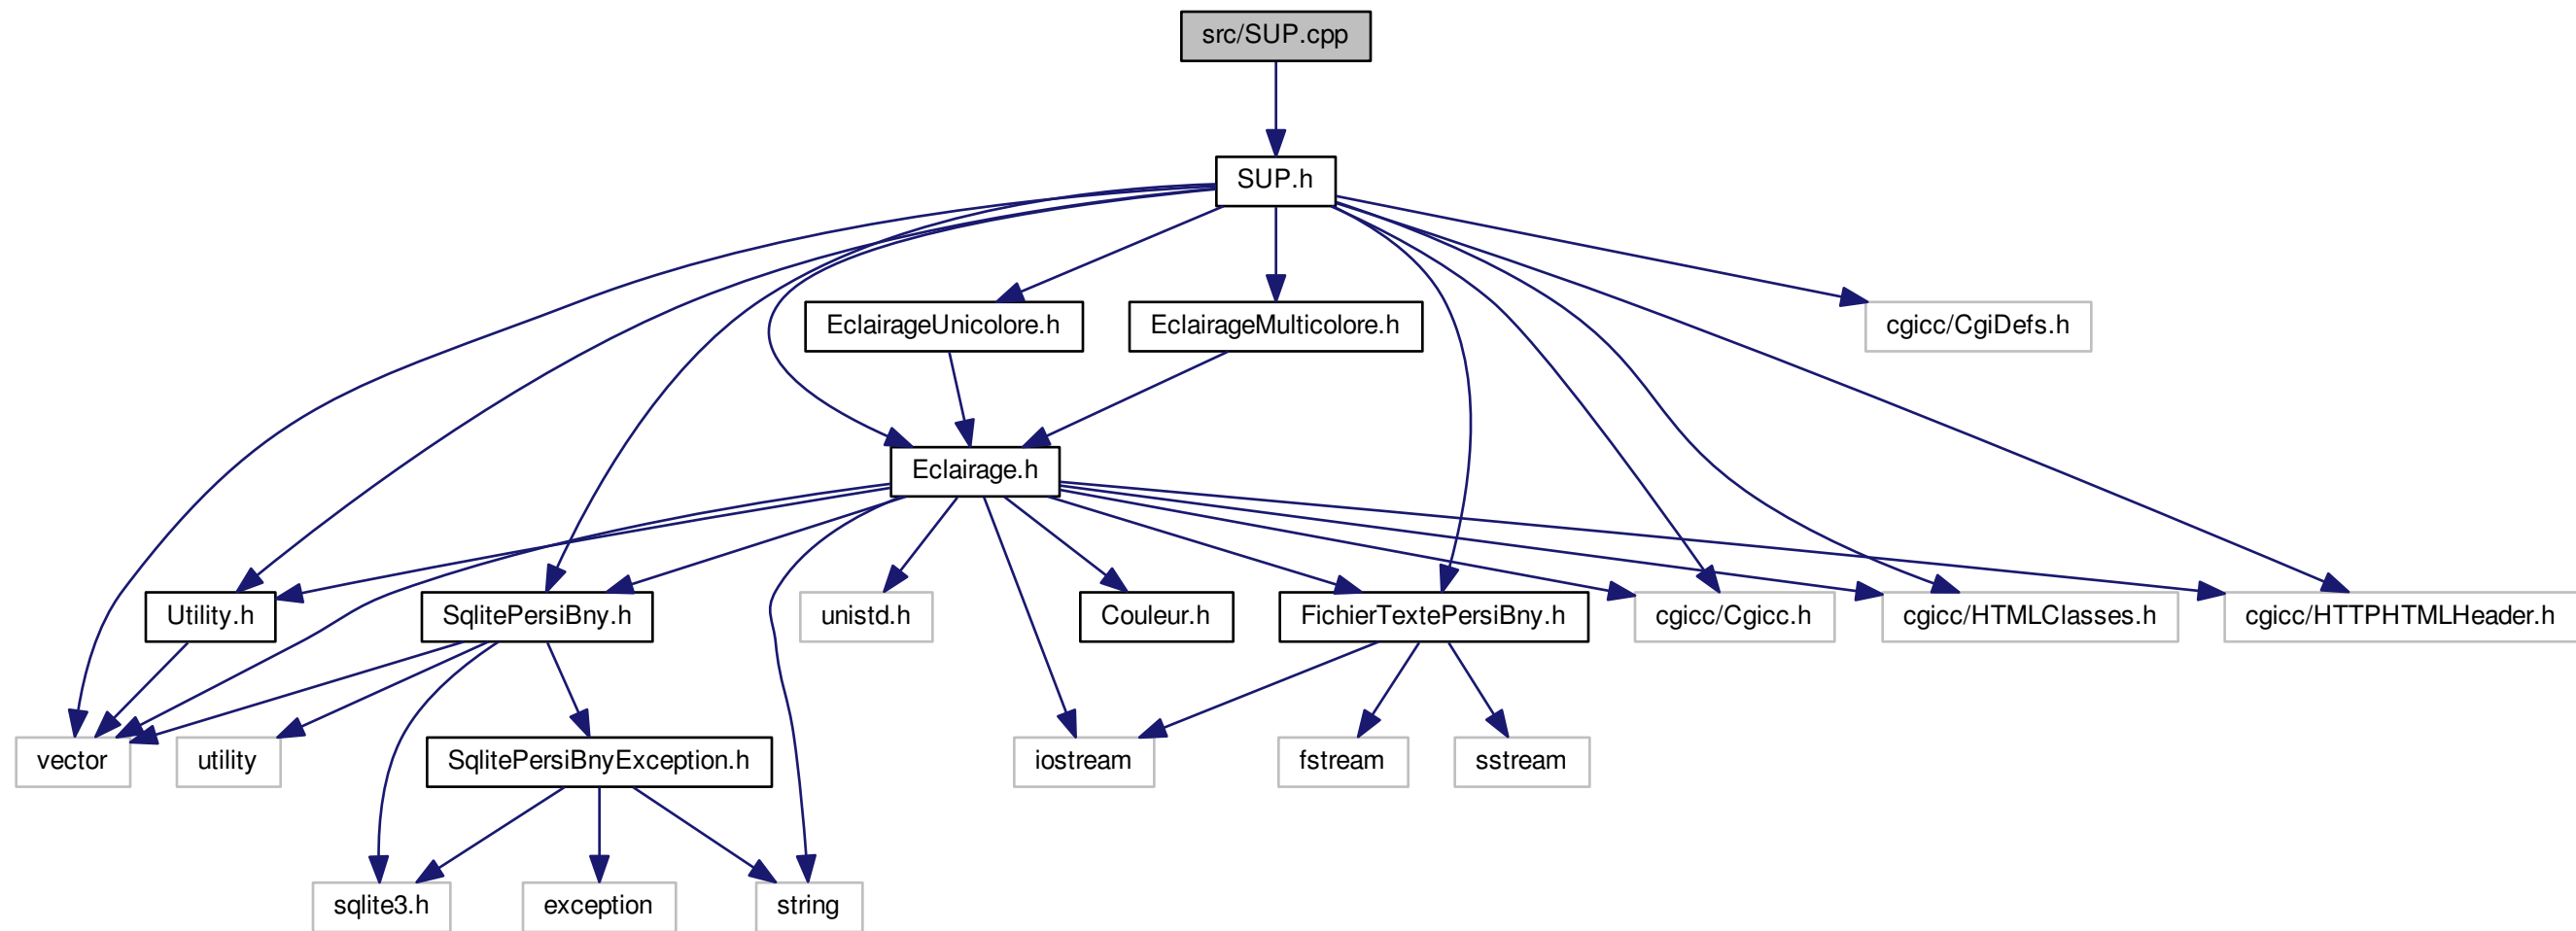 src/SUP.cpp
SUP.h
EclairageUnicolore.h
EclairageMulticolore.h
cgicc/CgiDefs.h
Eclairage.h
Utility.h
SqlitePersiBny.h
unistd.h
Couleur.h
FichierTextePersiBny.h
cgicc/Cgicc.h
cgicc/HTMLClasses.h
cgicc/HTTPHTMLHeader.h
vector
utility
SqlitePersiBnyException.h
iostream
fstream
sstream
sqlite3.h
exception
string